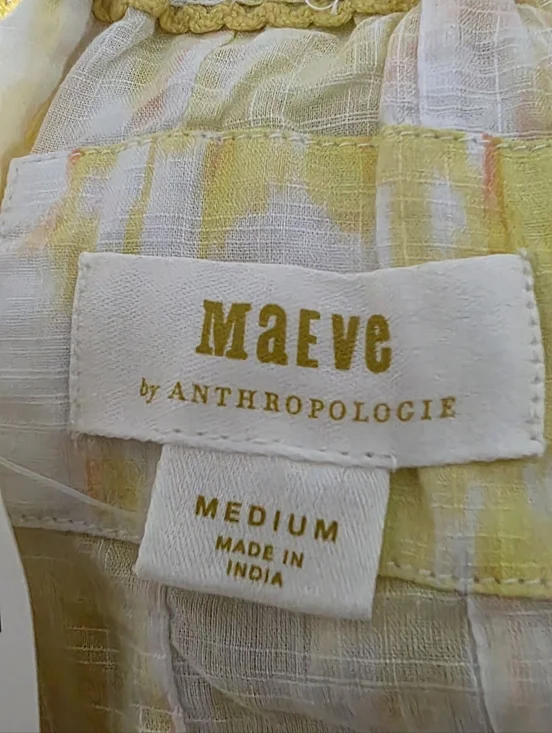 MaEve
by ANTHROPOLOGIE
MEDIUM
MADE IN
INDIA